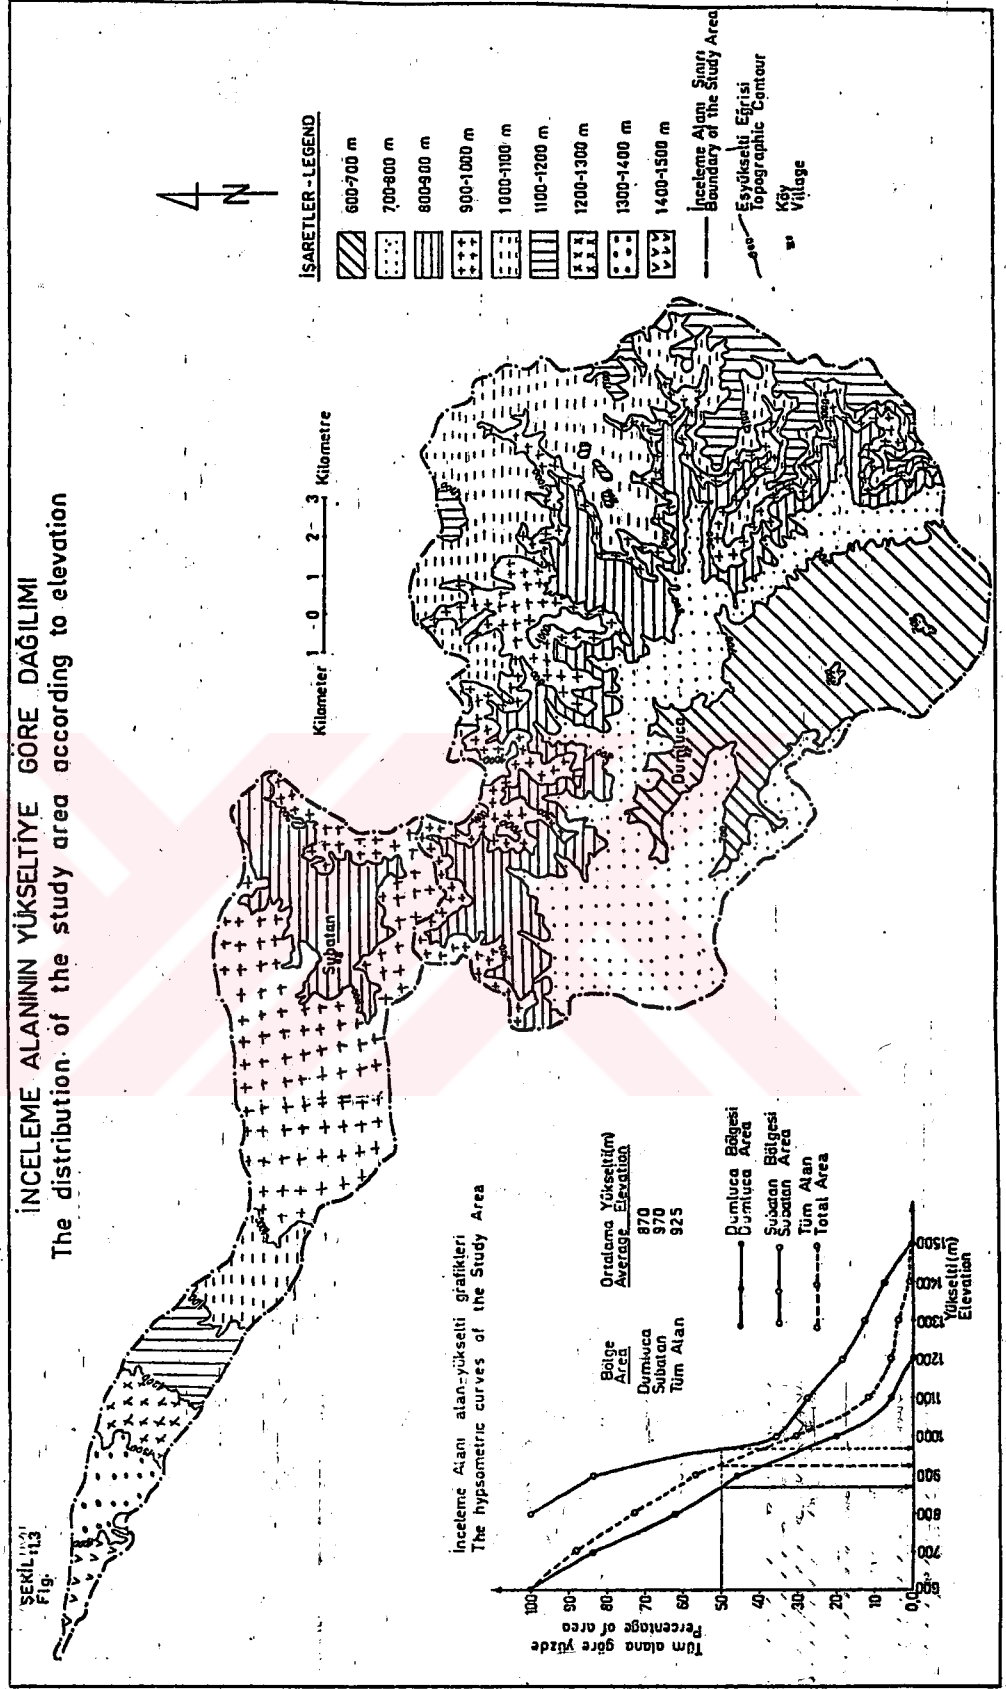 ŞEKİL :1.3
Fig.
İNCELEME ALANININ YÜKSELTİYE GÖRE DAĞILIMI
The distribution of the study area according to elevation
Kilometer 1 0 1 2 3 Kilometre
N
İŞARETLER-LEGEND
600-700 m
700-800 m
800-900 m
900-1000 m
1000-1100 m
1100-1200 m
1200-1300 m
1300-1400 m
1400-1500 m
İnceleme Alanı Sınırı
Boundary of the Study Area
Eşyükselti Eğrisi
Topographic Contour
Köy
Village
Subatan
Dumluca
İnceleme Alanı alan-yükselti grafikleri
The hypsometric curves of the Study Area
Bölge Ortalama Yükselti(m)
Area Average Elevation
Dumluca 870
Subatan 970
Tüm Alan 925
Dumluca Bölgesi
Dumluca Area
Subatan Bölgesi
Subatan Area
Tüm Alan
Total Area
Tüm alana göre yüzde
Percentage of area
100
90
80
70
60
50
40
30
20
10
0,0
600 700 800 900 1000 1100 1200 1300 1400 1500
Yükselti(m)
Elevation